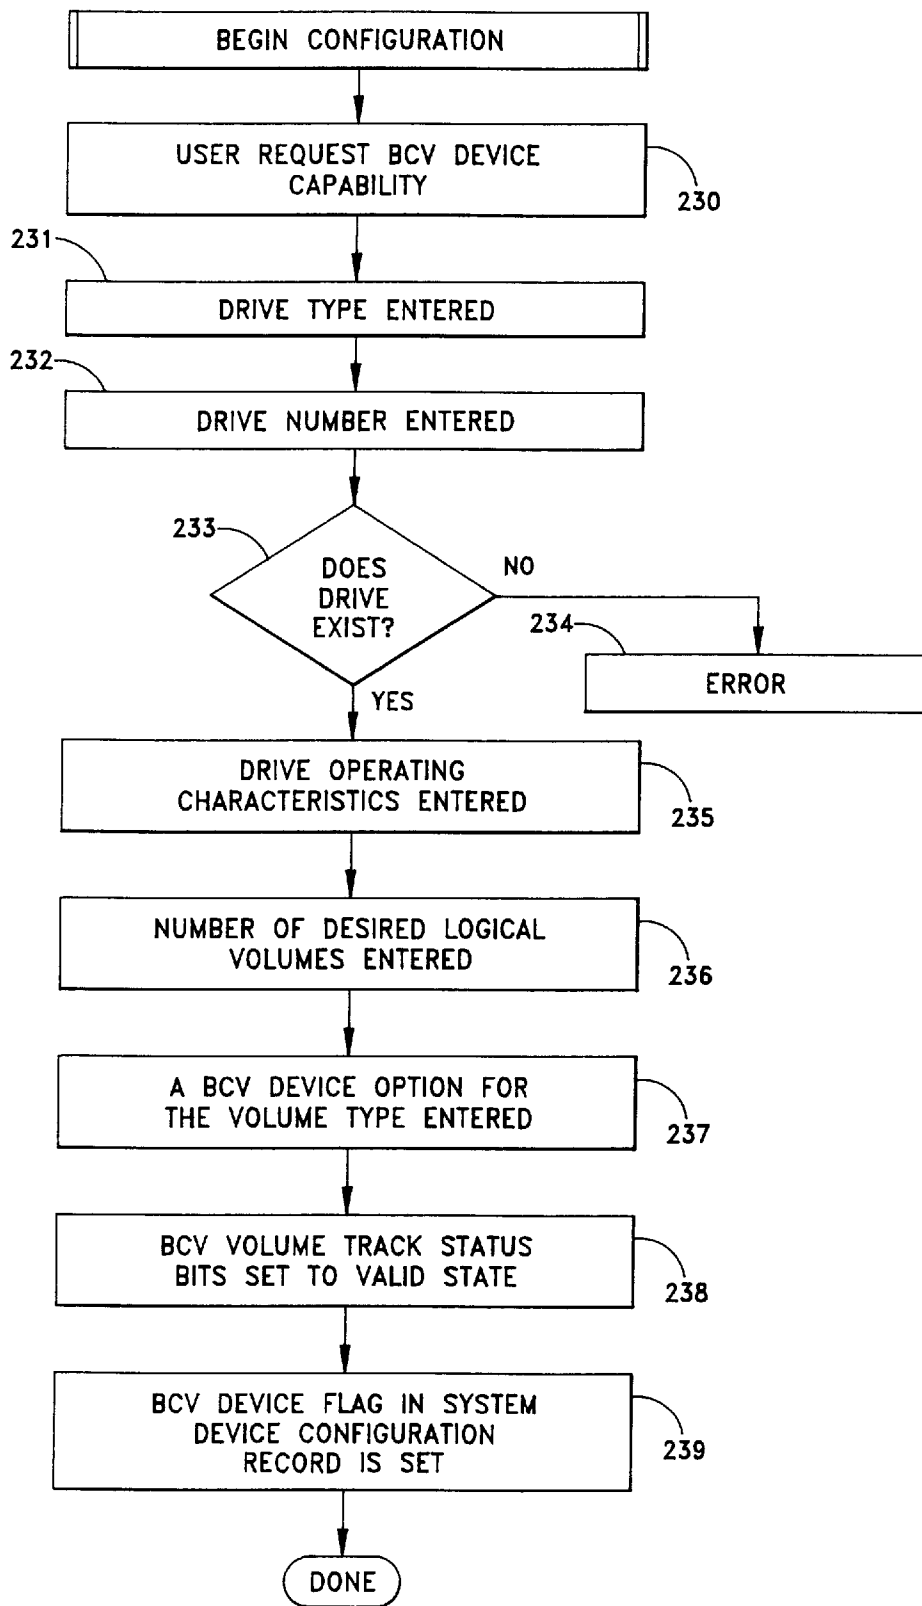 BEGIN CONFIGURATION
USER REQUEST BCV DEVICE
CAPABILITY
230
231
DRIVE TYPE ENTERED
232
DRIVE NUMBER ENTERED
233
DOES
DRIVE
EXIST?
NO
234
ERROR
YES
DRIVE OPERATING
CHARACTERISTICS ENTERED
235
NUMBER OF DESIRED LOGICAL
VOLUMES ENTERED
236
A BCV DEVICE OPTION FOR
THE VOLUME TYPE ENTERED
237
BCV VOLUME TRACK STATUS
BITS SET TO VALID STATE
238
BCV DEVICE FLAG IN SYSTEM
DEVICE CONFIGURATION
RECORD IS SET
239
DONE